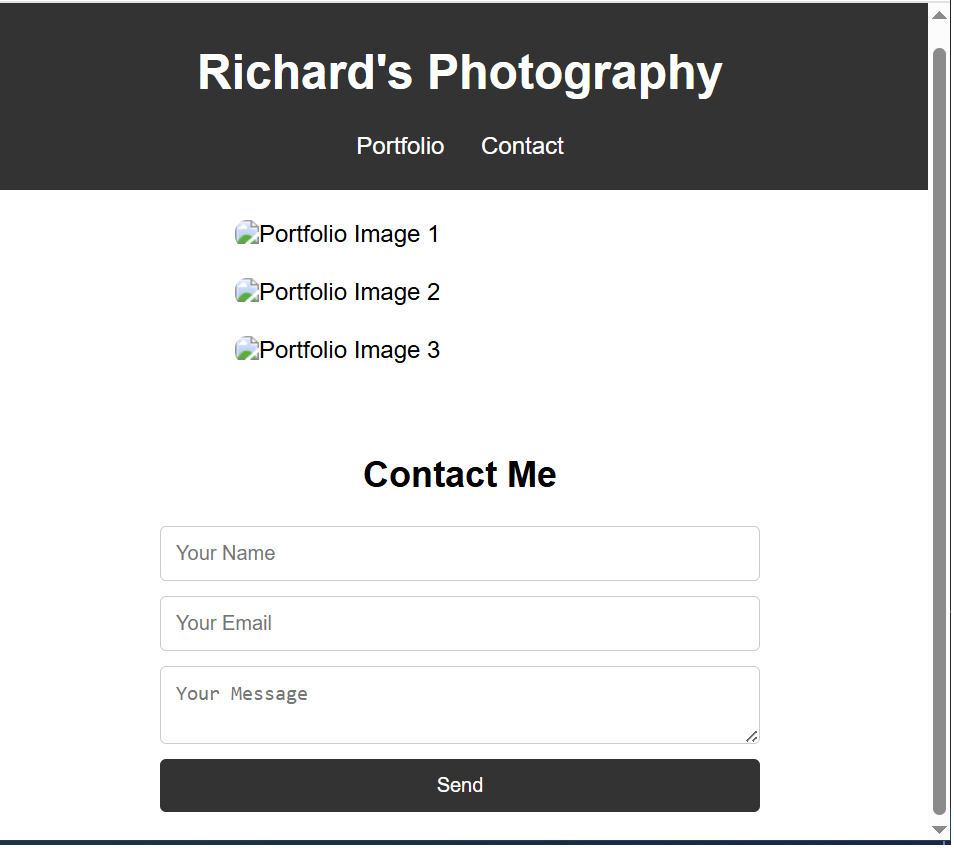 Richard's Photography
Portfolio Contact
Portfolio Image 1
Portfolio Image 2
Portfolio Image 3
Contact Me
Your Name
Your Email
Your Message
Send